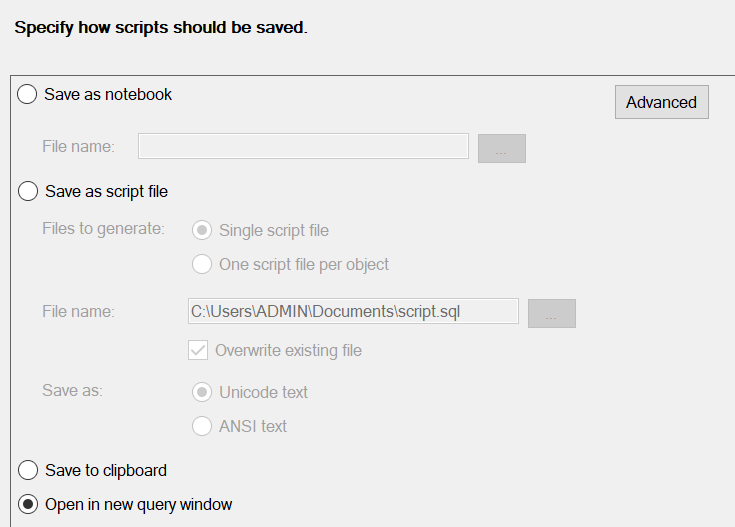 Specify how scripts should be saved.
Save as notebook
Advanced
File name:
...
Save as script file
Files to generate:
Single script file
One script file per object
File name:
C:\Users\ADMIN\Documents\script.sql
...
Overwrite existing file
Save as:
Unicode text
ANSI text
Save to clipboard
Open in new query window